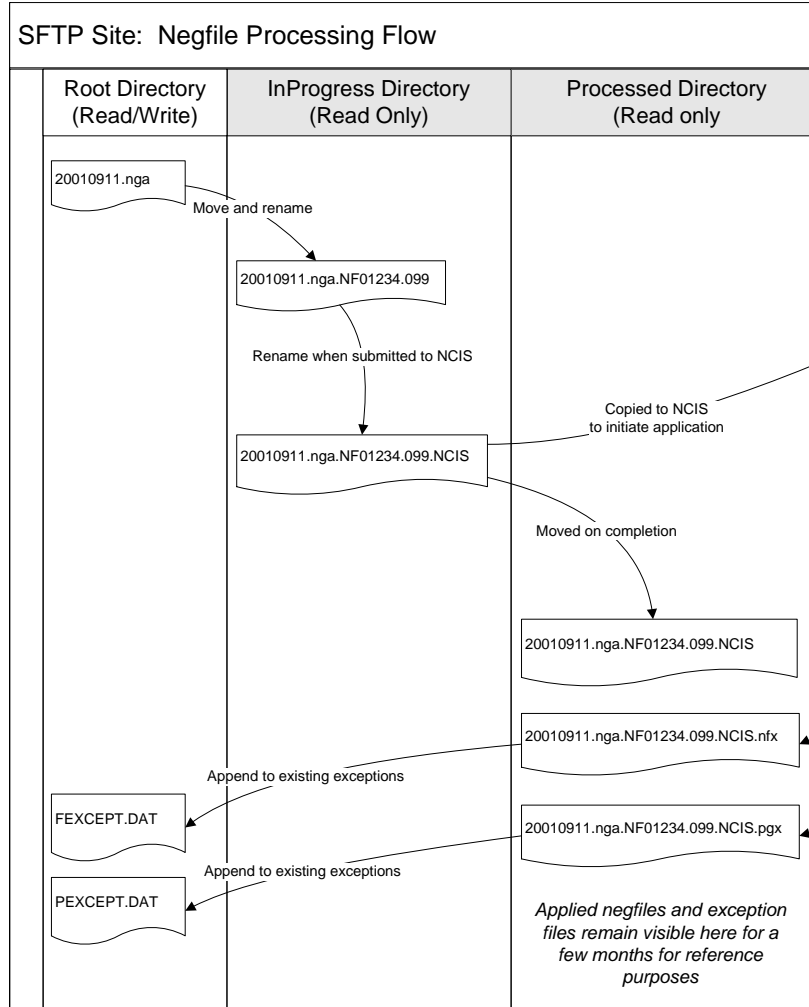 SFTP Site:  Negfile Processing Flow
Root Directory
(Read/Write)
InProgress Directory
(Read Only)
Processed Directory
(Read only
20010911.nga
Move and rename
20010911.nga.NF01234.099
Rename when submitted to NCIS
Copied to NCIS
to initiate application
20010911.nga.NF01234.099.NCIS
Moved on completion
20010911.nga.NF01234.099.NCIS
20010911.nga.NF01234.099.NCIS.nfx
Append to existing exceptions
FEXCEPT.DAT
20010911.nga.NF01234.099.NCIS.pgx
Append to existing exceptions
PEXCEPT.DAT
Applied negfiles and exception
files remain visible here for a
few months for reference
purposes